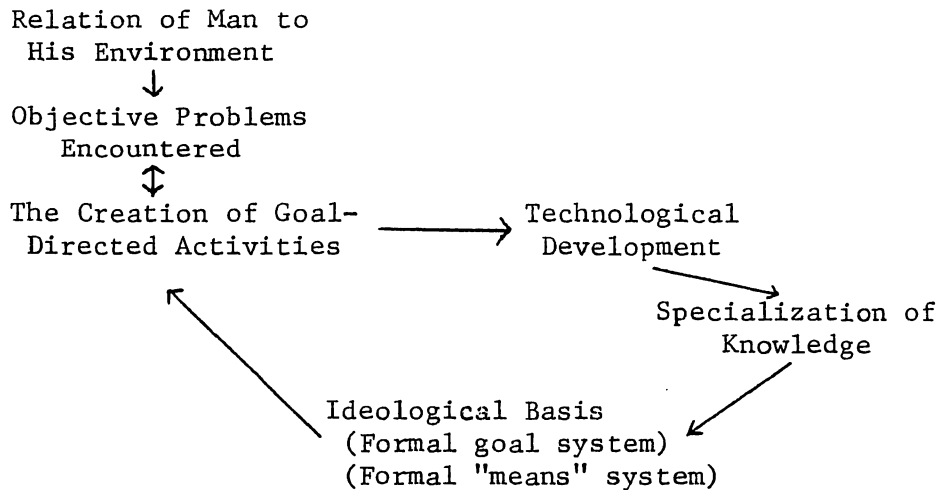 Relation of Man to
His Environment
Objective Problems
Encountered
The Creation of Goal-
Directed Activities
Technological
Development
Specialization of
Knowledge
Ideological Basis
(Formal goal system)
(Formal "means" system)